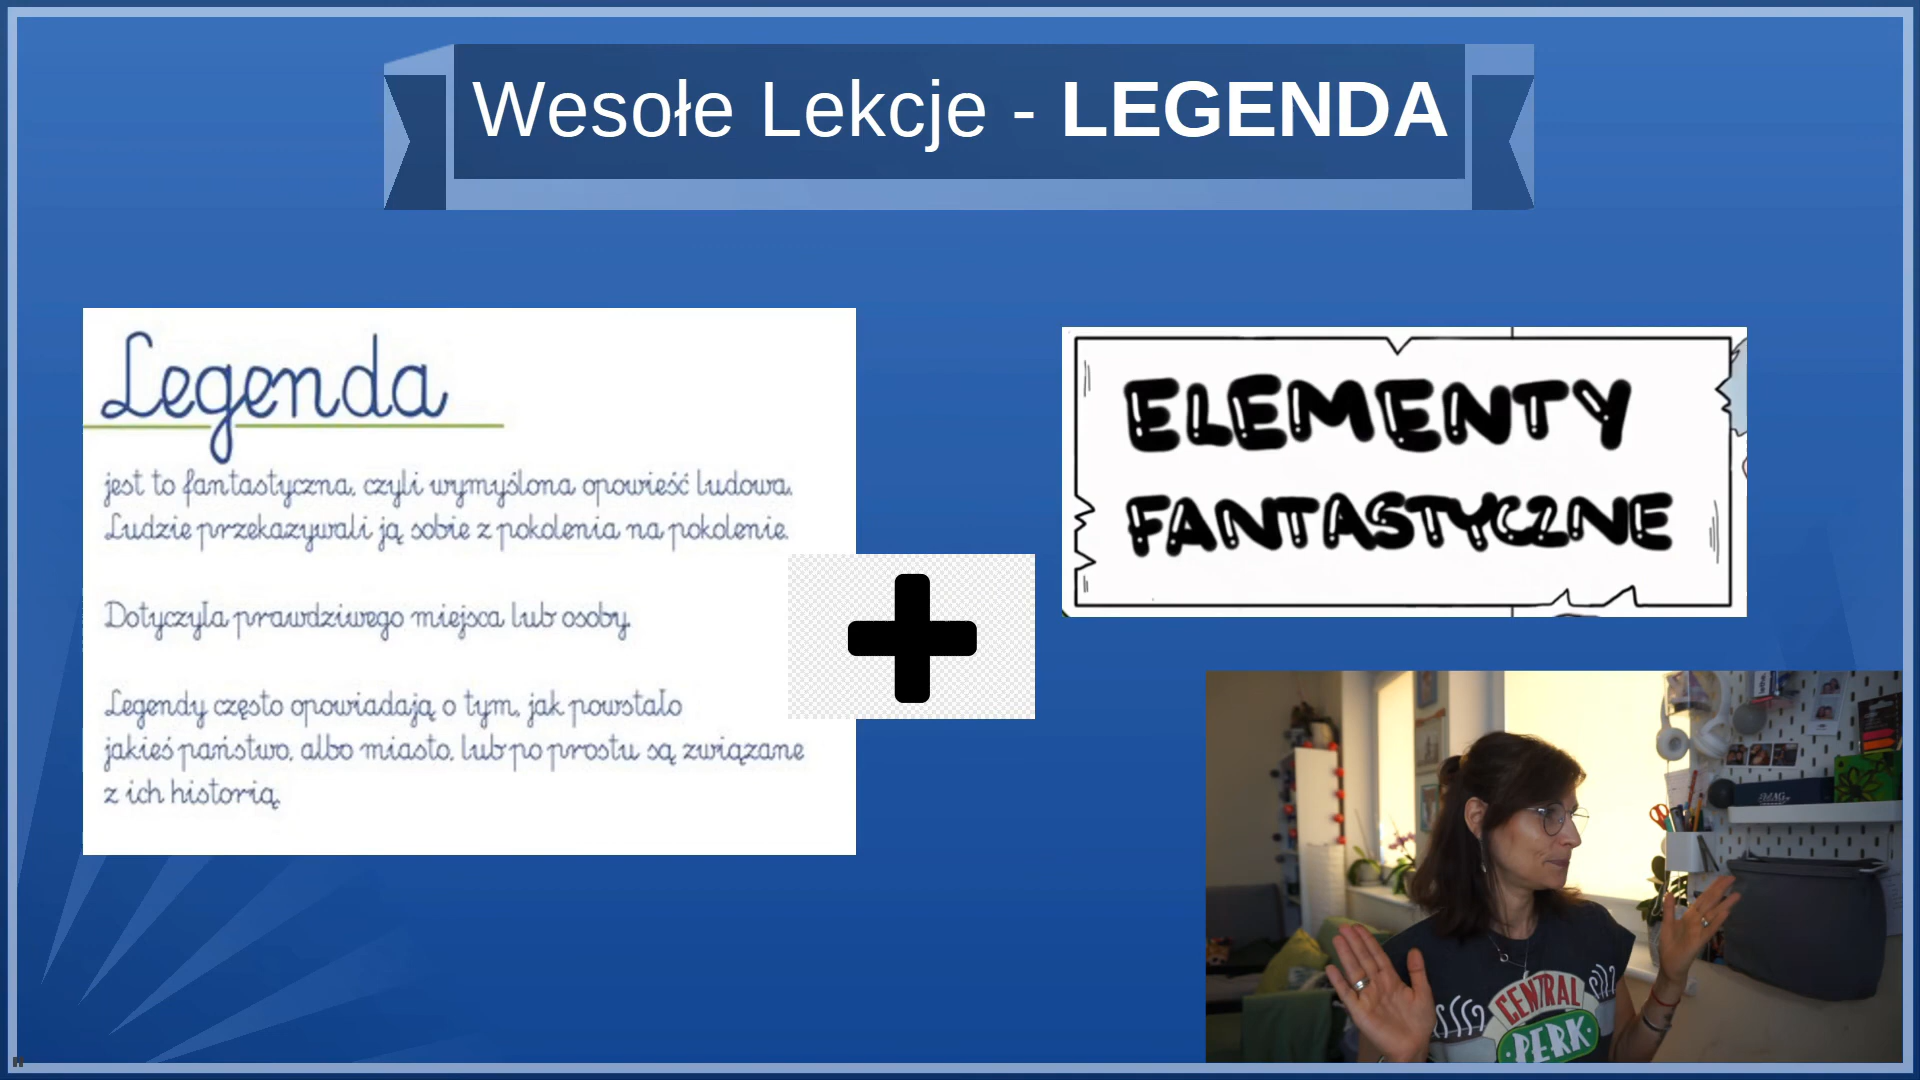 Wesołe Lekcje - LEGENDA
Legenda
jest to fantastyczna, czyli wymyślona opowieść ludowa.
Ludzie przekazywali ją sobie z pokolenia na pokolenie.
Dotyczyła prawdziwego miejsca lub osoby.
Legendy często opowiadają o tym, jak powstało
jakieś państwo, albo miasto, lub po prostu są związane
z ich historią.
ELEMENTY
FANTASTYCZNE
CENTRAL
PERK